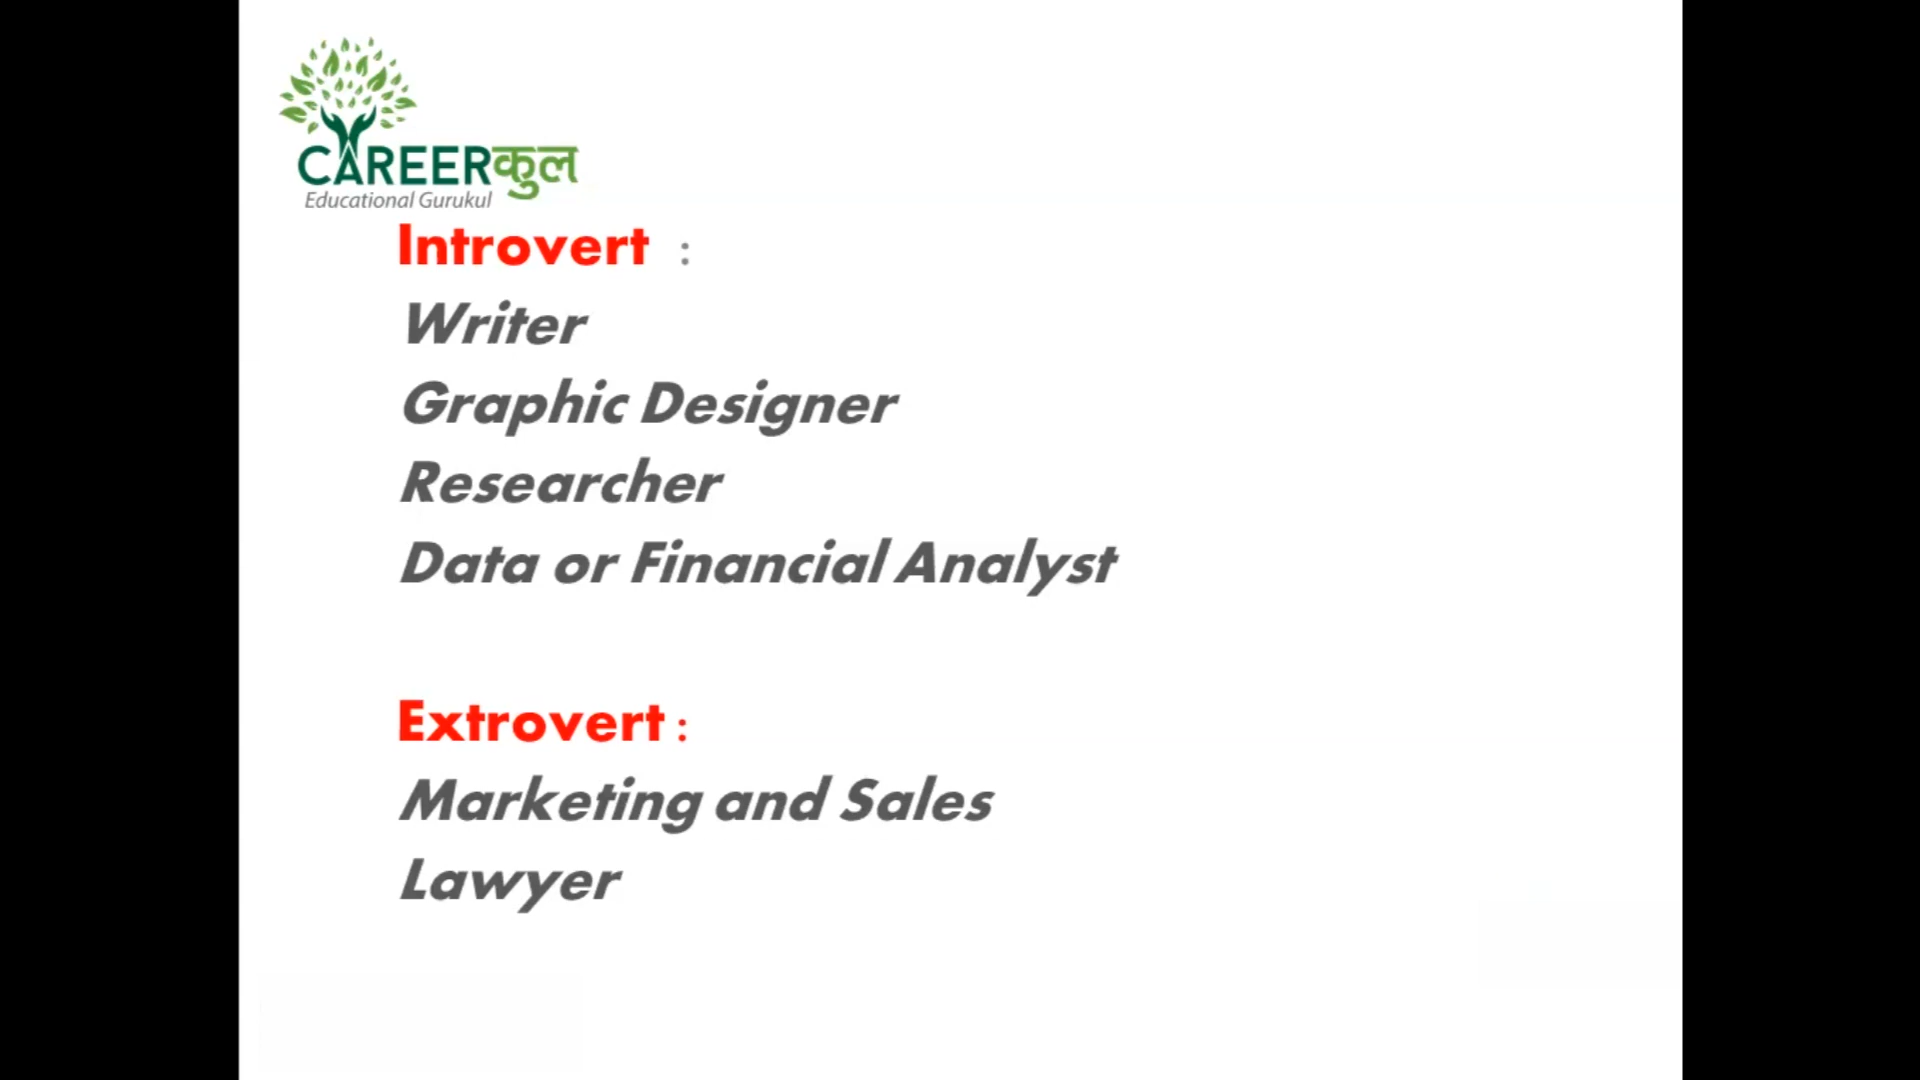 CAREERकुल
Educational Gurukul
Introvert :
Writer
Graphic Designer
Researcher
Data or Financial Analyst
Extrovert :
Marketing and Sales
Lawyer